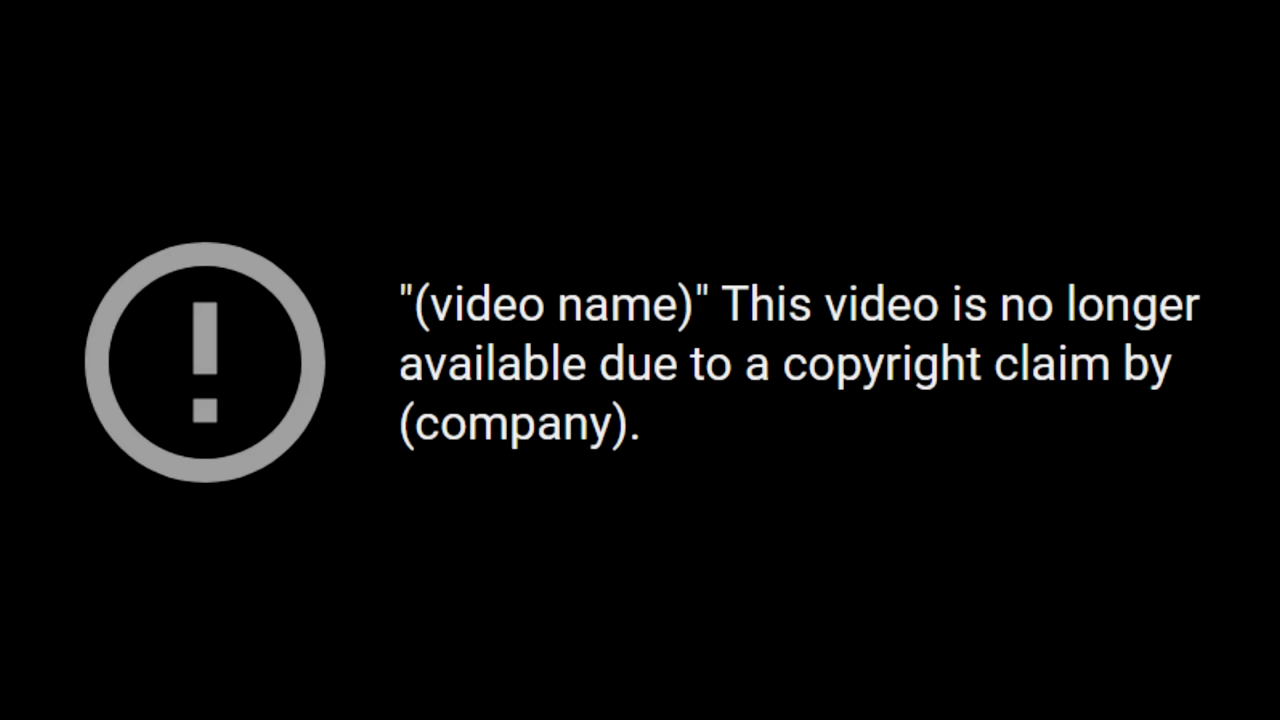 "(video name)" This video is no longer
available due to a copyright claim by
(company).